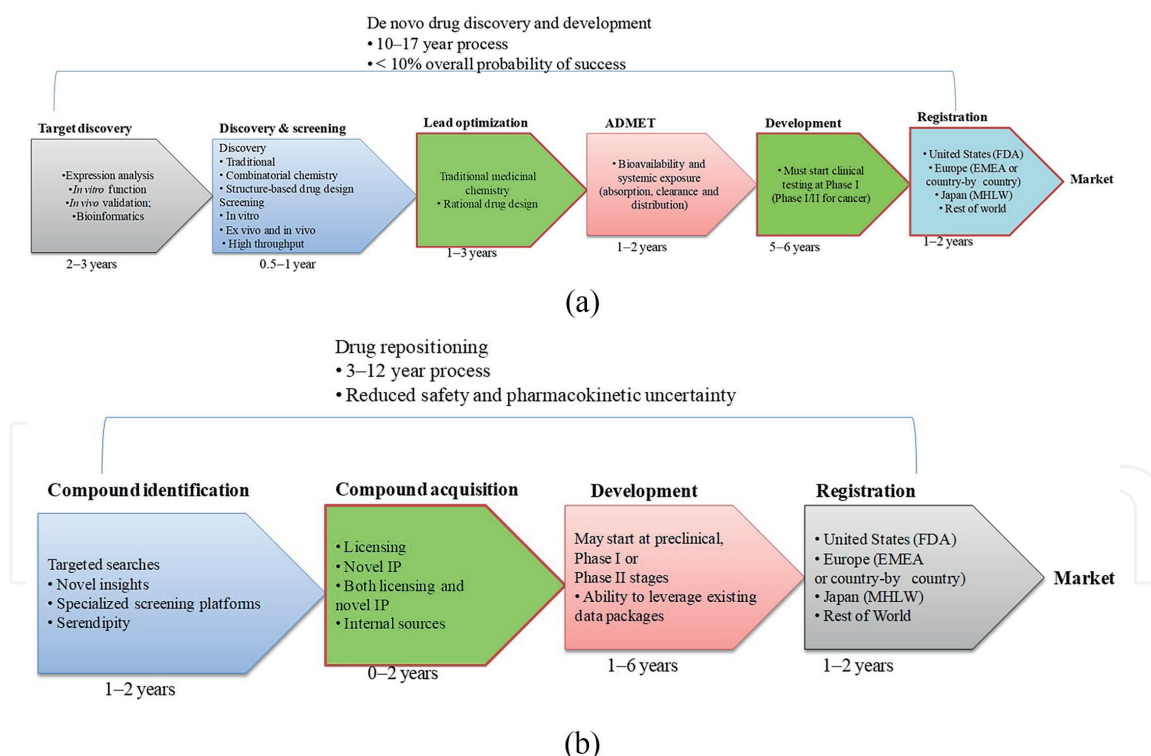 De novo drug discovery and development
• 10–17 year process
• < 10% overall probability of success
Target discovery
•Expression analysis
•In vitro function
•In vivo validation;
•Bioinformatics
2–3 years
Discovery & screening
Discovery
• Traditional
• Combinatorial chemistry
• Structure-based drug design
Screening
• In vitro
• Ex vivo and in vivo
• High throughput
0.5–1 year
Lead optimization
Traditional medicinal
chemistry
• Rational drug design
1–3 years
ADMET
• Bioavailability and
systemic exposure
(absorption, clearance and
distribution)
1–2 years
Development
• Must start clinical
testing at Phase I
(Phase I/II for cancer)
5–6 years
Registration
• United States (FDA)
• Europe (EMEA or
country-by country)
• Japan (MHLW)
• Rest of world
1–2 years
Market
(a)
Drug repositioning
• 3–12 year process
• Reduced safety and pharmacokinetic uncertainty
Compound identification
Targeted searches
• Novel insights
• Specialized screening platforms
• Serendipity
1–2 years
Compound acquisition
• Licensing
• Novel IP
• Both licensing and
novel IP
• Internal sources
0–2 years
Development
May start at preclinical,
Phase I or
Phase II stages
• Ability to leverage existing
data packages
1–6 years
Registration
• United States (FDA)
• Europe (EMEA
or country-by country)
• Japan (MHLW)
• Rest of World
1–2 years
Market
(b)